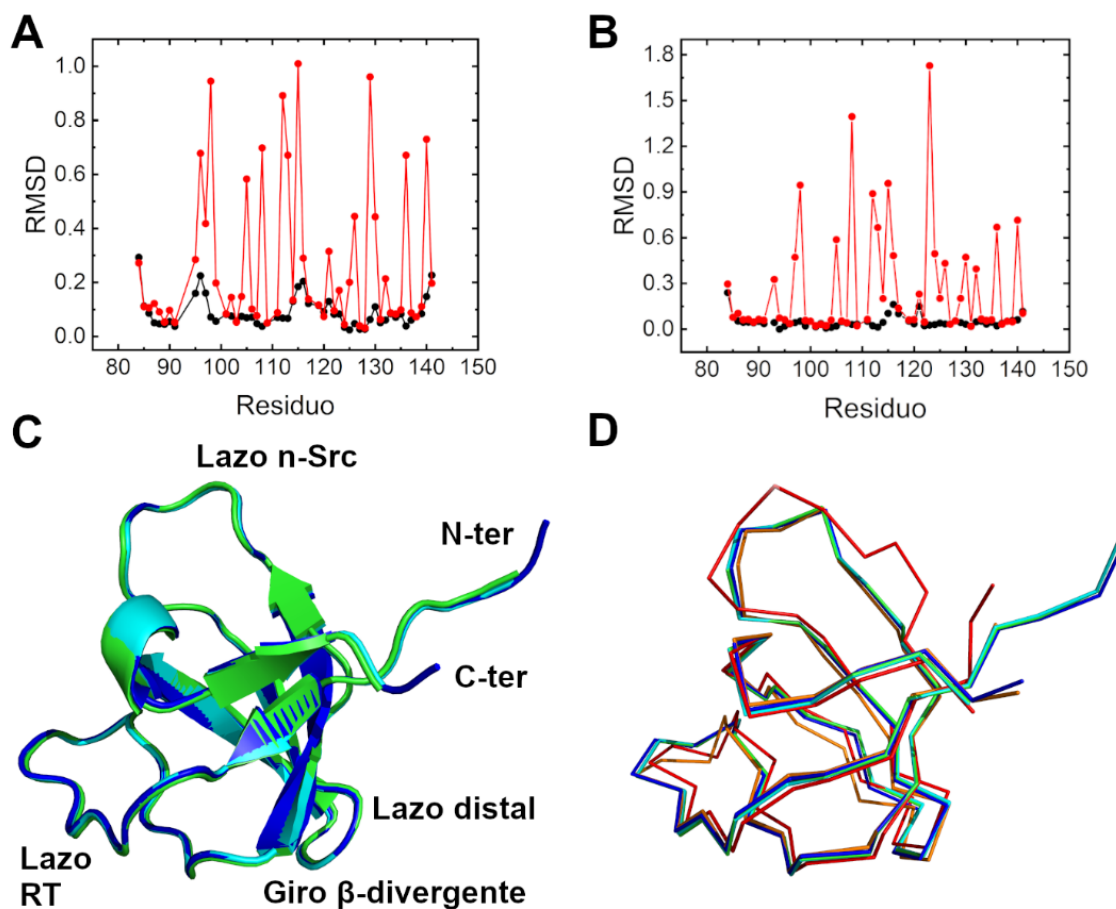 A
RMSD
1.0
0.8
0.6
0.4
0.2
0.0
80 90 100 110 120 130 140 150
Residuo
B
RMSD
1.8
1.5
1.2
0.9
0.6
0.3
0.0
80 90 100 110 120 130 140 150
Residuo
C
Lazo n-Src
N-ter
C-ter
Lazo distal
Lazo
RT
Giro β-divergente
D